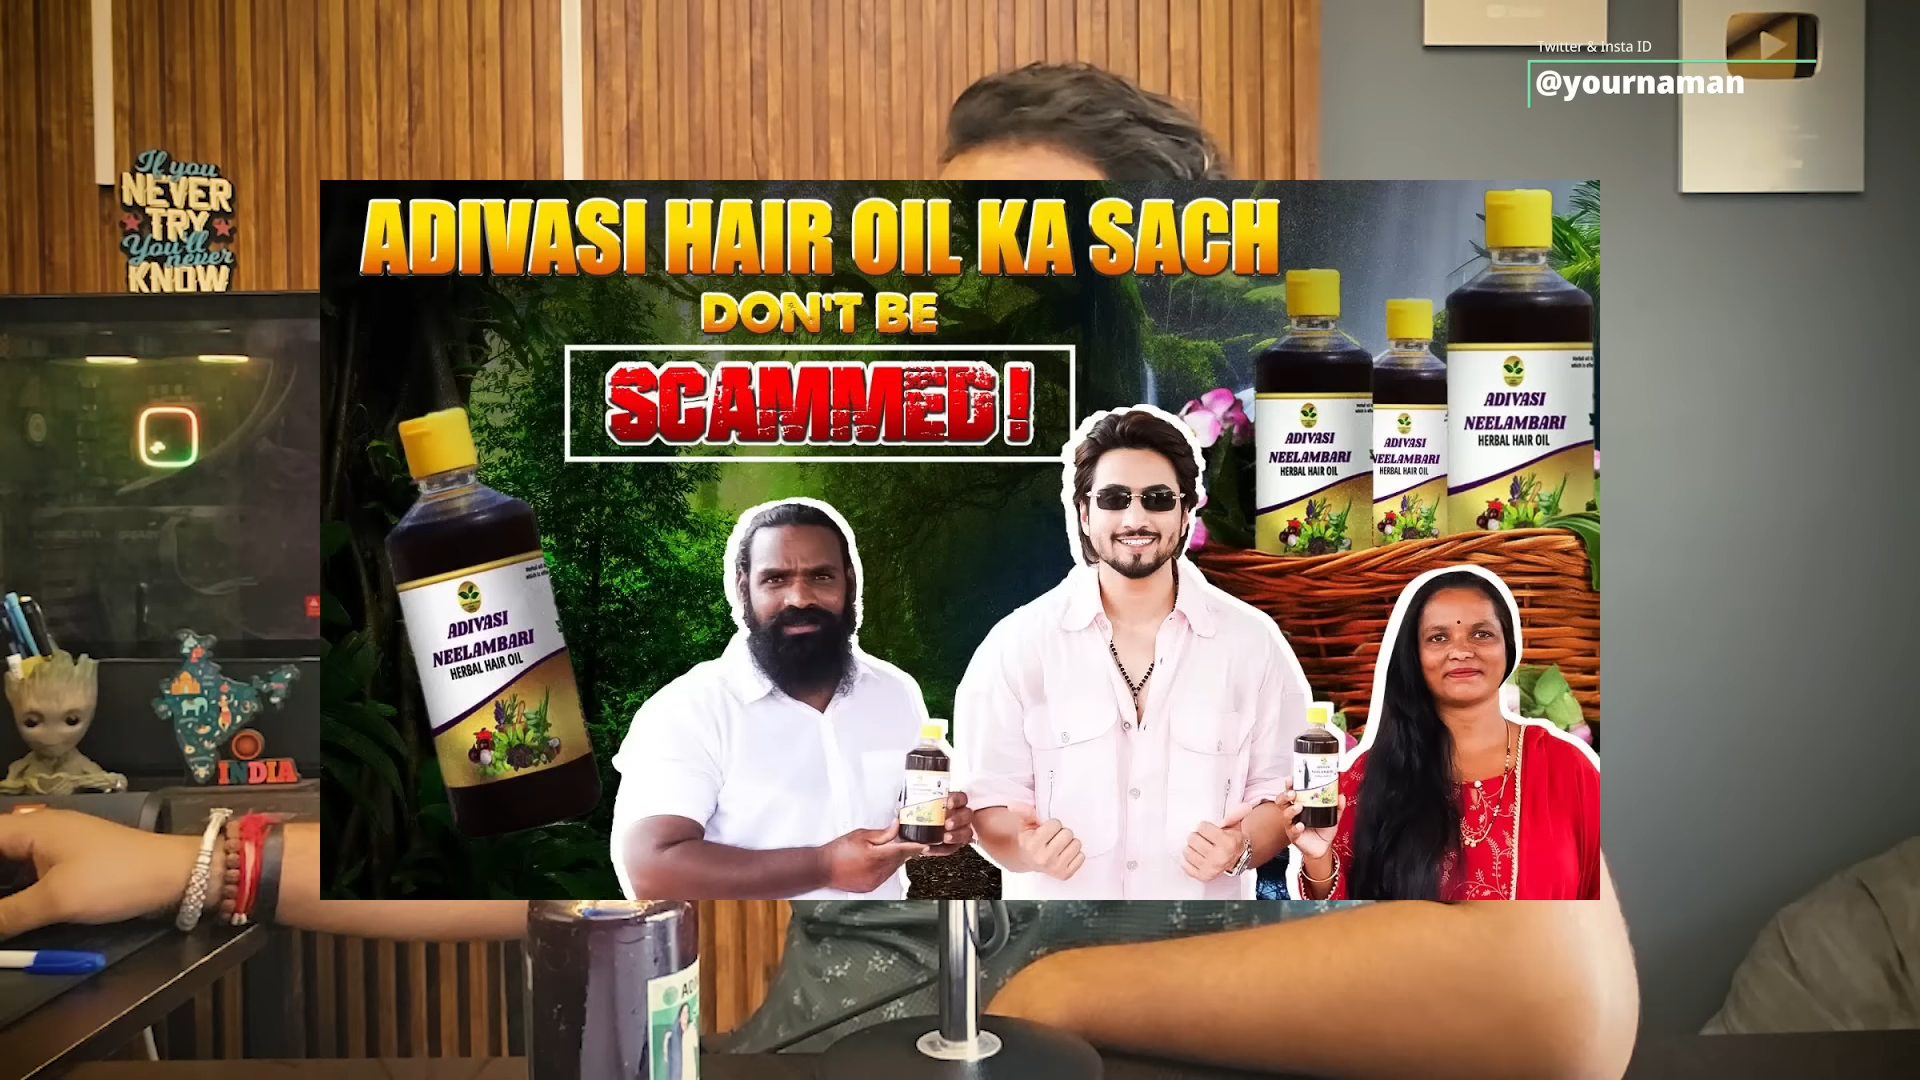 Twitter & Insta ID
@yournaman
If you
NEVER
TRY
You'll
never
KNOW
ADIVASI HAIR OIL KA SACH
DON'T BE
SCAMMED!
ADIVASI
NEELAMBARI
HERBAL HAIR OIL
ADIVASI
NEELAMBARI
HERBAL HAIR OIL
ADIVASI
NEELAMBARI
HERBAL HAIR OIL
ADIVASI
NEELAMBARI
HERBAL HAIR OIL
INDIA